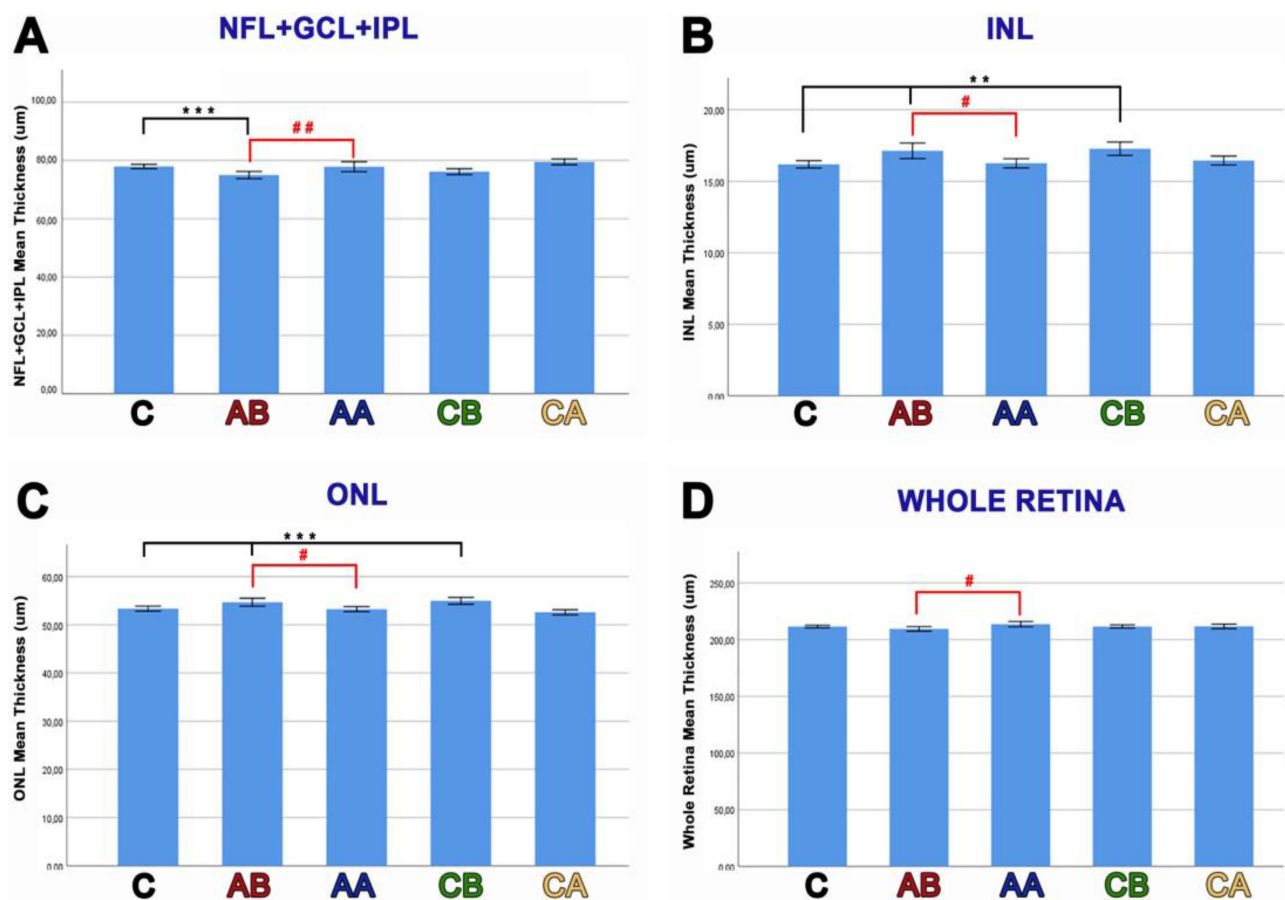 A
NFL+GCL+IPL
NFL+GCL+IPL Mean Thickness (um)
100,00
80,00
60,00
40,00
20,00
0,00
***
##
C AB AA CB CA
B
INL
INL Mean Thickness (um)
20,00
15,00
10,00
5,00
0,00
**
#
C AB AA CB CA
C
ONL
ONL Mean Thickness (um)
60,00
50,00
40,00
30,00
20,00
10,00
0,00
***
#
C AB AA CB CA
D
WHOLE RETINA
Whole Retina Mean Thickness (um)
250,00
200,00
150,00
100,00
50,00
0,00
#
C AB AA CB CA